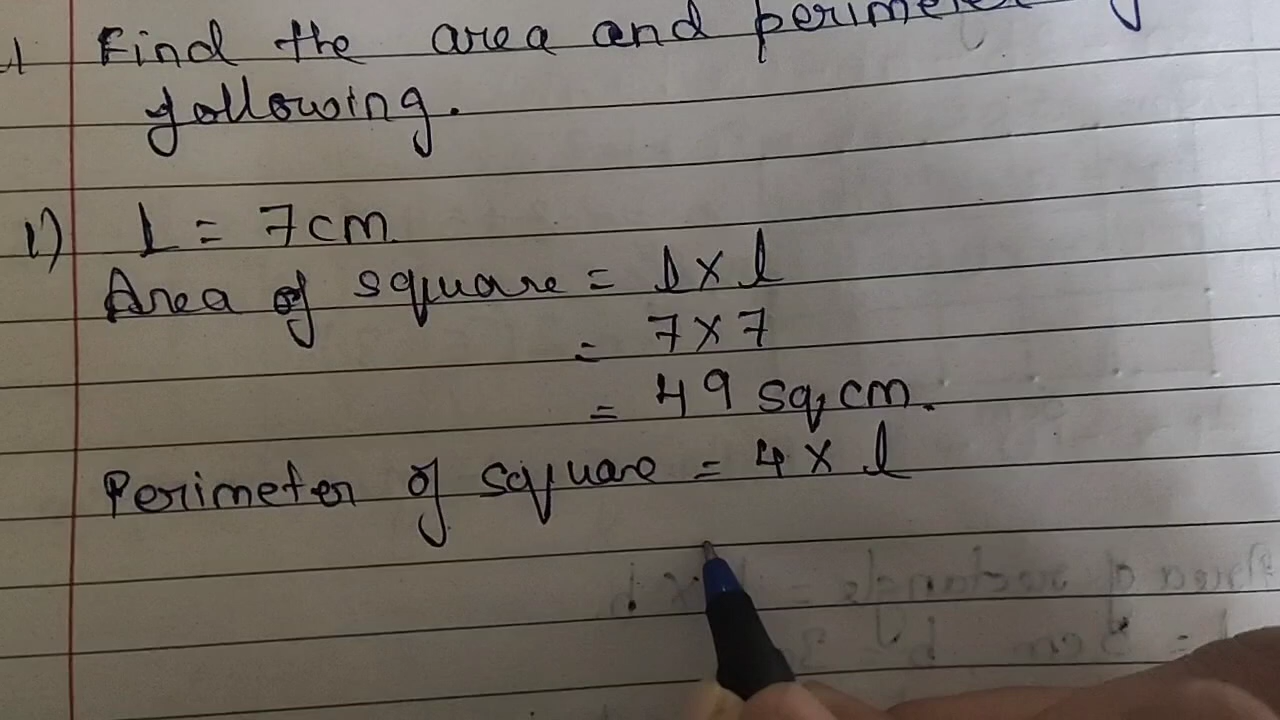 Find the area and perimeter
following.
1) L = 7cm
Area of square = l × l
= 7 × 7
= 49 sq, cm.
Perimeter of square = 4 × l